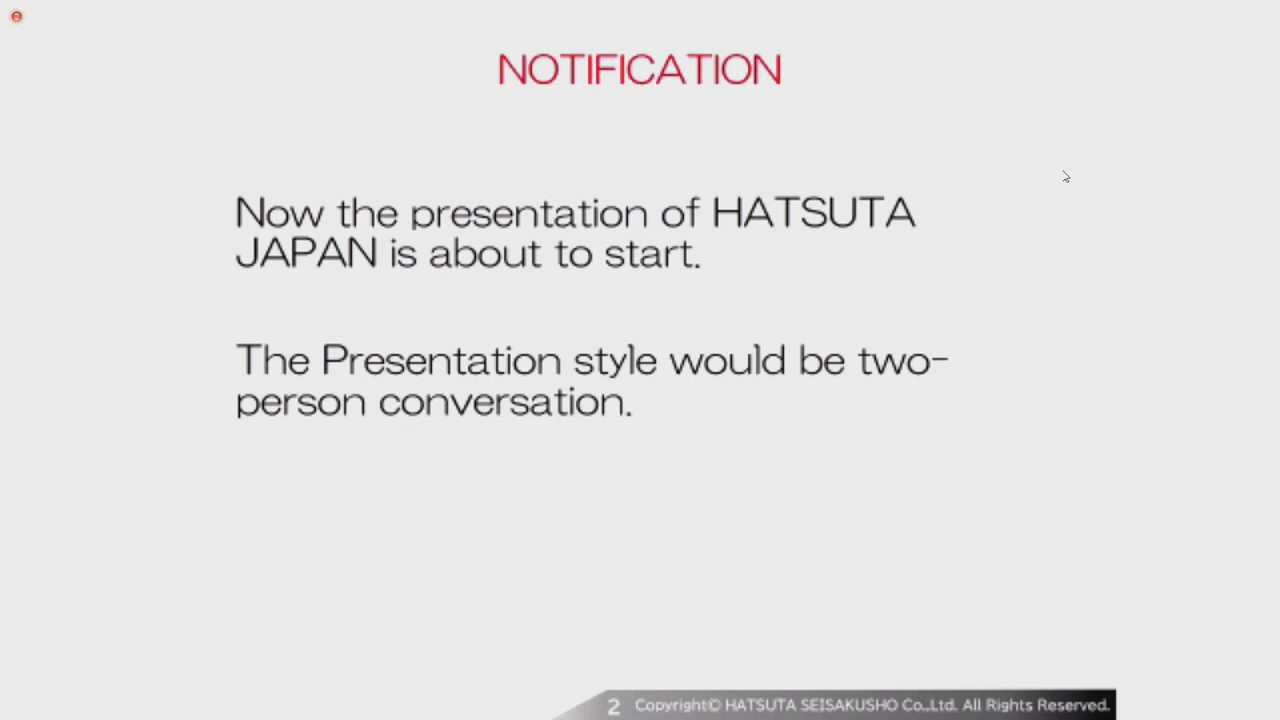 NOTIFICATION
Now the presentation of HATSUTA
JAPAN is about to start.
The Presentation style would be two-
person conversation.
2 Copyright© HATSUTA SEISAKUSHO Co.,Ltd. All Rights Reserved.